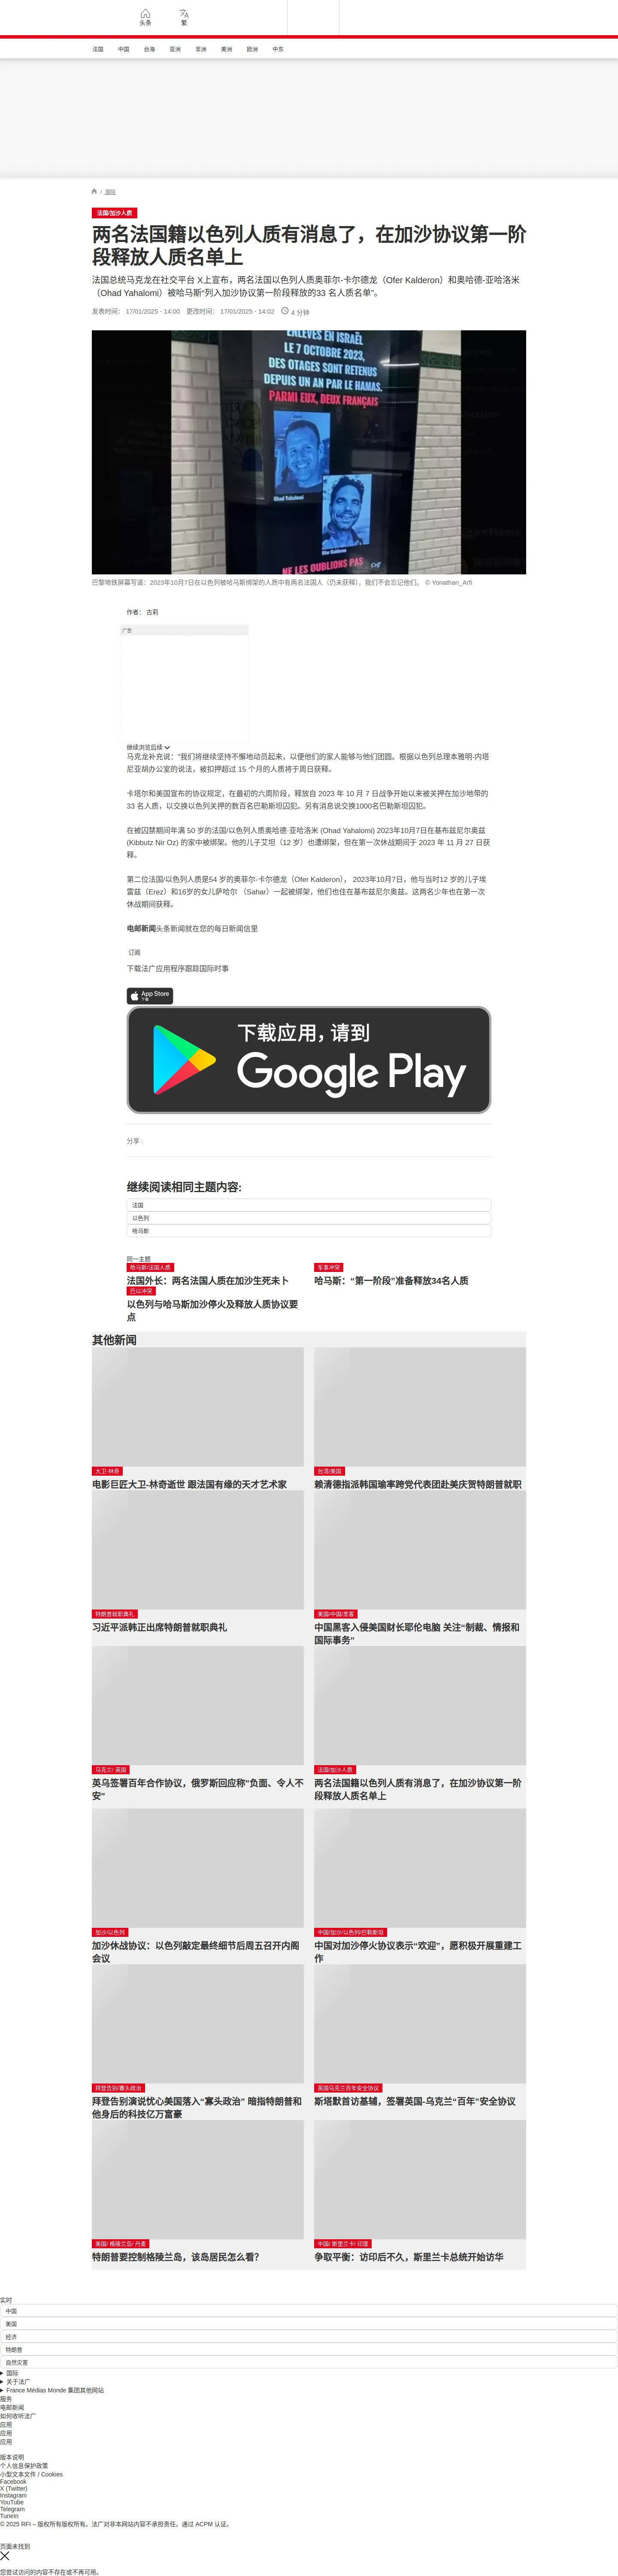 头条
繁
法国
中国
台海
亚洲
非洲
美洲
欧洲
中东
/ 国际
法国/加沙人质
两名法国籍以色列人质有消息了，在加沙协议第一阶
段释放人质名单上
法国总统马克龙在社交平台 X上宣布，两名法国以色列人质奥菲尔-卡尔德龙（Ofer Kalderon）和奥哈德-亚哈洛米
（Ohad Yahalomi）被哈马斯"列入加沙协议第一阶段释放的33 名人质名单"。
发表时间： 17/01/2025 - 14:00 更改时间： 17/01/2025 - 14:02 4 分钟
ENLEVÉS EN ISRAËL
LE 7 OCTOBRE 2023,
DES OTAGES SONT RETENUS
DEPUIS UN AN PAR LE HAMAS.
PARMI EUX, DEUX FRANÇAIS
Ohad Yahalomi
Ofer Kalderon
NE LES OUBLIONS PAS
Crif
巴黎地铁屏幕写道：2023年10月7日在以色列被哈马斯绑架的人质中有两名法国人（仍未获释），我们不会忘记他们。 © Yonathan_Arfi
作者： 古莉
广告
继续浏览后续
马克龙补充说："我们将继续坚持不懈地动员起来，以便他们的家人能够与他们团圆。根据以色列总理本雅明-内塔
尼亚胡办公室的说法，被扣押超过 15 个月的人质将于周日获释。
卡塔尔和美国宣布的协议规定，在最初的六周阶段，释放自 2023 年 10 月 7 日战争开始以来被关押在加沙地带的
33 名人质，以交换以色列关押的数百名巴勒斯坦囚犯。另有消息说交换1000名巴勒斯坦囚犯。
在被囚禁期间年满 50 岁的法国/以色列人质奥哈德·亚哈洛米 (Ohad Yahalomi) 2023年10月7日在基布兹尼尔奥兹
(Kibbutz Nir Oz) 的家中被绑架。他的儿子艾坦（12 岁）也遭绑架，但在第一次休战期间于 2023 年 11 月 27 日获
释。
第二位法国/以色列人质是54 岁的奥菲尔-卡尔德龙（Ofer Kalderon）， 2023年10月7日，他与当时12 岁的儿子埃
雷兹（Erez）和16岁的女儿萨哈尔 （Sahar）一起被绑架，他们也住在基布兹尼尔奥兹。这两名少年也在第一次
休战期间获释。
电邮新闻头条新闻就在您的每日新闻信里
订阅
下载法广应用程序跟踪国际时事
App Store
下载
下载应用，请到
Google Play
分享 :
继续阅读相同主题内容:
法国
以色列
哈马斯
同一主题
哈马斯/法国人质
法国外长：两名法国人质在加沙生死未卜
军事冲突
哈马斯：“第一阶段”准备释放34名人质
巴以冲突
以色列与哈马斯加沙停火及释放人质协议要
点
其他新闻
大卫-林奇
电影巨匠大卫-林奇逝世 跟法国有缘的天才艺术家
台湾/美国
赖清德指派韩国瑜率跨党代表团赴美庆贺特朗普就职
特朗普就职典礼
习近平派韩正出席特朗普就职典礼
美国/中国/黑客
中国黑客入侵美国财长耶伦电脑 关注“制裁、情报和
国际事务”
乌克兰/ 英国
英乌签署百年合作协议，俄罗斯回应称"负面、令人不
安"
法国/加沙人质
两名法国籍以色列人质有消息了，在加沙协议第一阶
段释放人质名单上
加沙/以色列
加沙休战协议：以色列敲定最终细节后周五召开内阁
会议
中国/加沙/以色列/巴勒斯坦
中国对加沙停火协议表示“欢迎”，愿积极开展重建工
作
拜登告别/寡头政治
拜登告别演说忧心美国落入“寡头政治” 暗指特朗普和
他身后的科技亿万富豪
英国乌克兰百年安全协议
斯塔默首访基辅，签署英国-乌克兰“百年”安全协议
美国/ 格陵兰岛/ 丹麦
特朗普要控制格陵兰岛，该岛居民怎么看？
中国/ 斯里兰卡/ 印度
争取平衡：访印后不久，斯里兰卡总统开始访华
实时
中国
美国
经济
特朗普
自然灾害
国际
关于法广
France Médias Monde 集团其他网站
服务
电邮新闻
如何收听法广
应用
应用
应用
版本说明
个人信息保护政策
小型文本文件 / Cookies
Facebook
X (Twitter)
Instagram
YouTube
Telegram
TuneIn
© 2025 RFI – 版权所有版权所有。法广对非本网站内容不承担责任。通过 ACPM 认证。
页面未找到
您尝试访问的内容不存在或不再可用。